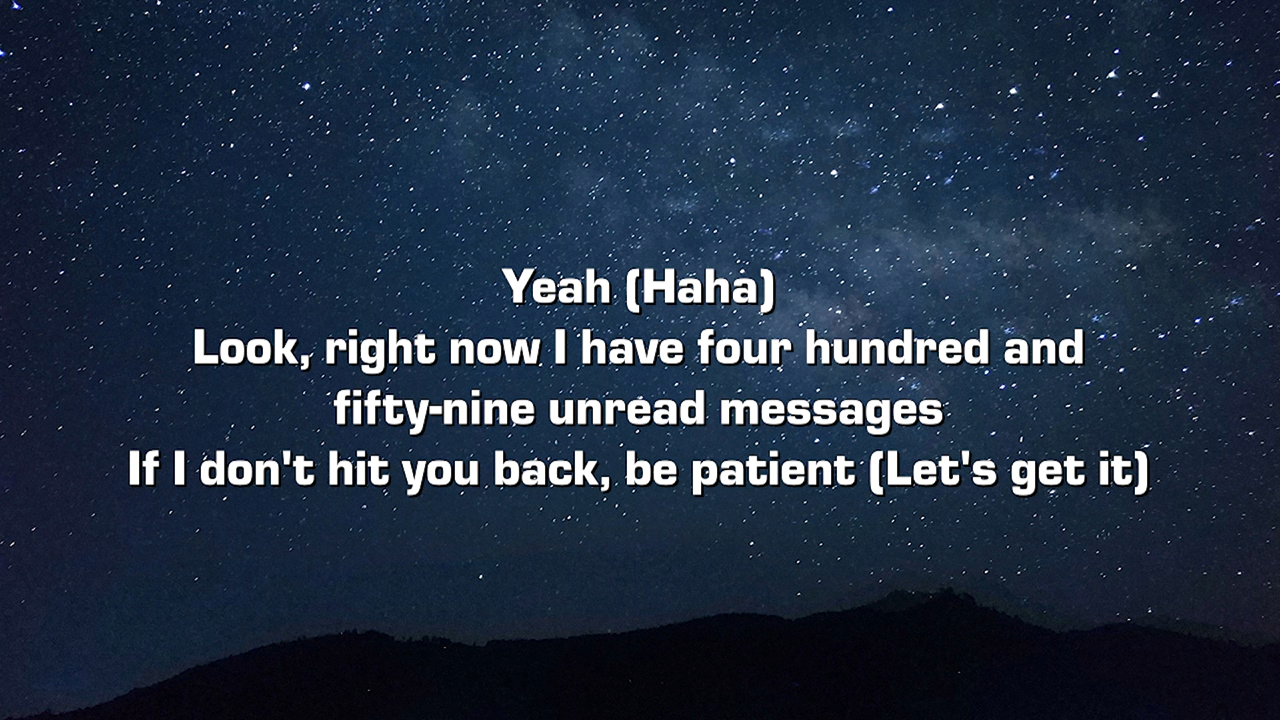 Yeah (Haha)
Look, right now I have four hundred and
fifty-nine unread messages
If I don't hit you back, be patient (Let's get it)